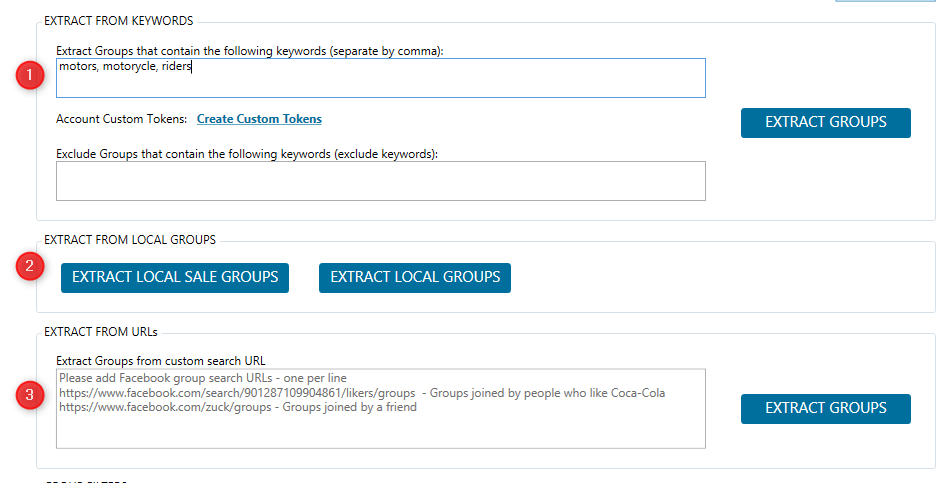 EXTRACT FROM KEYWORDS
Extract Groups that contain the following keywords (separate by comma):
1
motors, motorycle, riders
Account Custom Tokens: Create Custom Tokens
EXTRACT GROUPS
Exclude Groups that contain the following keywords (exclude keywords):
EXTRACT FROM LOCAL GROUPS
2
EXTRACT LOCAL SALE GROUPS
EXTRACT LOCAL GROUPS
EXTRACT FROM URLs
Extract Groups from custom search URL
3
Please add Facebook group search URLs - one per line
https://www.facebook.com/search/901287109904861/likers/groups - Groups joined by people who like Coca-Cola
https://www.facebook.com/zuck/groups - Groups joined by a friend
EXTRACT GROUPS